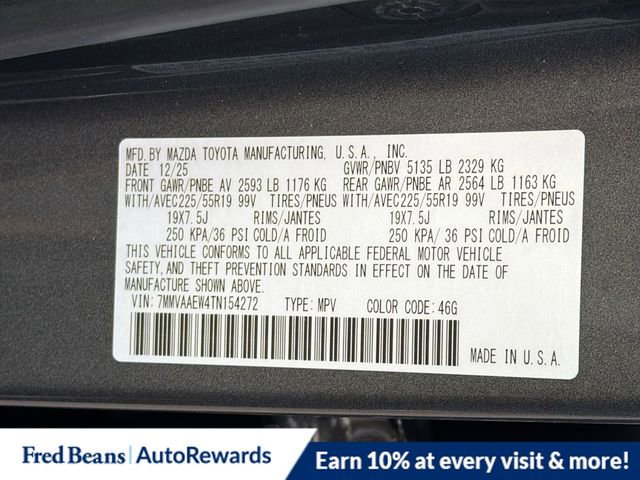 MFD. BY MAZDA TOYOTA MANUFACTURING, U.S.A., INC.
DATE 12/25 GVWR/PNBV 5135 LB 2329 KG
FRONT GAWR/PNBE AV 2593 LB 1176 KG REAR GAWR/PNBE AR 2564 LB 1163 KG
WITH/AVEC225/55R19 99V TIRES/PNEUS WITH/AVEC225/55R19 99V TIRES/PNEUS
19X7.5J RIMS/JANTES 19X7.5J RIMS/JANTES
250 KPA/36 PSI COLD/A FROID 250 KPA/36 PSI COLD/A FROID
THIS VEHICLE CONFORMS TO ALL APPLICABLE FEDERAL MOTOR VEHICLE
SAFETY, AND THEFT PREVENTION STANDARDS IN EFFECT ON THE DATE OF
MANUFACTURE SHOWN ABOVE.
VIN: 7MMVAAEW4TN154272 TYPE: MPV COLOR CODE: 46G
MADE IN U.S.A.
Fred Beans AutoRewards
Earn 10% at every visit & more!